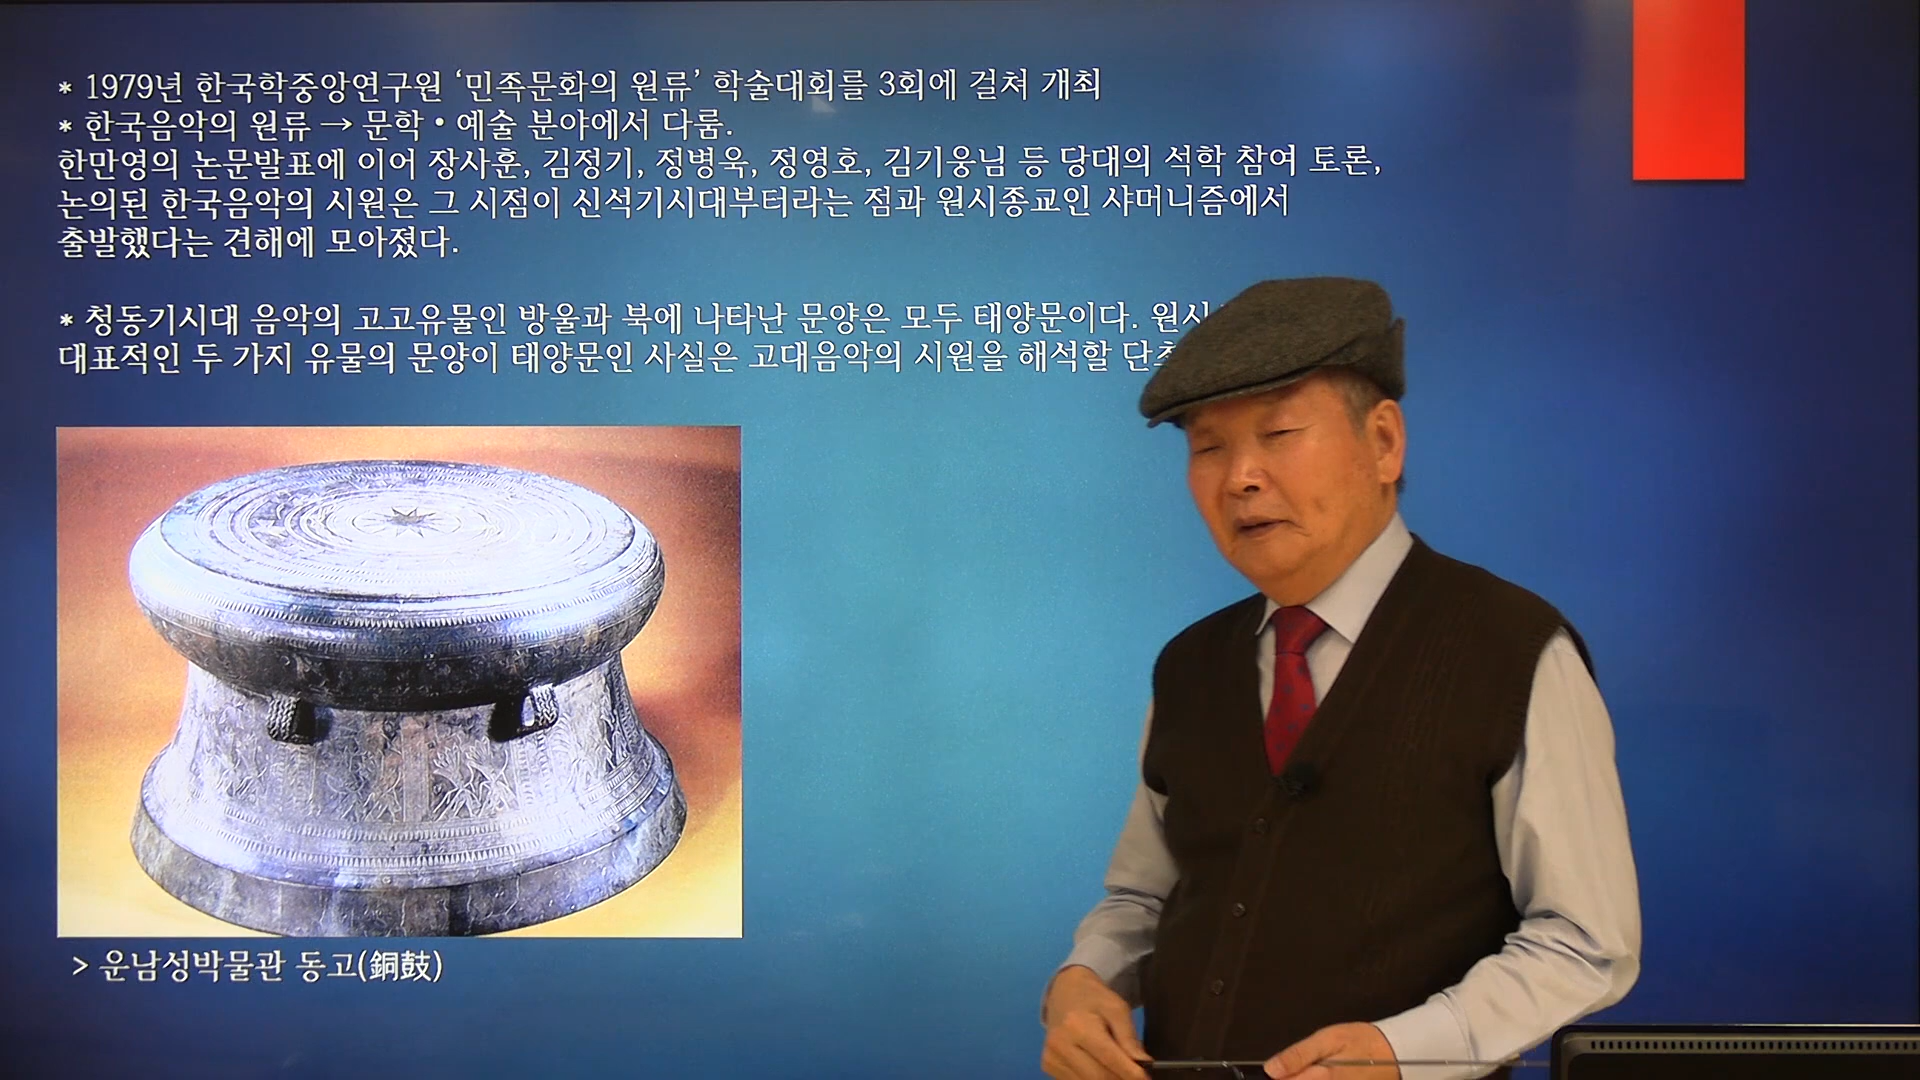 * 1979년 한국학중앙연구원 ‘민족문화의 원류’ 학술대회를 3회에 걸쳐 개최
* 한국음악의 원류 → 문학・예술 분야에서 다룸.
한만영의 논문발표에 이어 장사훈, 김정기, 정병욱, 정영호, 김기웅님 등 당대의 석학 참여 토론,
논의된 한국음악의 시원은 그 시점이 신석기시대부터라는 점과 원시종교인 샤머니즘에서
출발했다는 견해에 모아졌다.
* 청동기시대 음악의 고고유물인 방울과 북에 나타난 문양은 모두 태양문이다. 원시
대표적인 두 가지 유물의 문양이 태양문인 사실은 고대음악의 시원을 해석할
> 운남성박물관 동고(銅鼓)